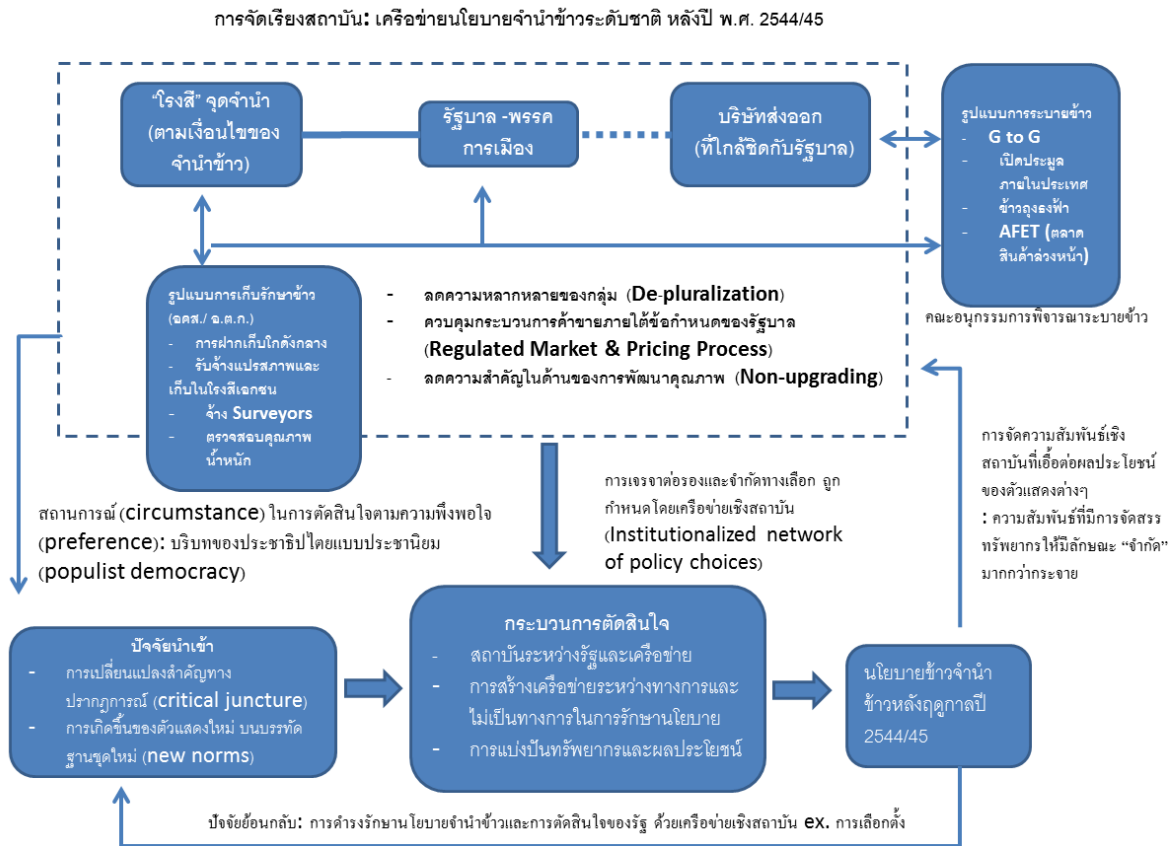 การจัดเรียงสถาบัน: เครือข่ายนโยบายจำนำข้าวระดับชาติ หลังปี พ.ศ. 2544/45
"โรงสี" จุดจำนำ
(ตามเงื่อนไขของ
จำนำข้าว)
รัฐบาล -พรรค
การเมือง
บริษัทส่งออก
(ที่ใกล้ชิดกับรัฐบาล)
รูปแบบการระบายข้าว
- G to G
- เปิดประมูล
ภายในประเทศ
- ข้าวถุงธงฟ้า
- AFET (ตลาด
สินค้าล่วงหน้า)
คณะอนุกรรมการพิจารณาระบายข้าว
รูปแบบการเก็บรักษาข้าว
(อคส./ อ.ต.ก.)
- การฝากเก็บโกดังกลาง
- รับจ้างแปรสภาพและ
เก็บในโรงสีเอกชน
- จ้าง Surveyors
- ตรวจสอบคุณภาพ
น้ำหนัก
- ลดความหลากหลายของกลุ่ม (De-pluralization)
- ควบคุมกระบวนการค้าขายภายใต้ข้อกำหนดของรัฐบาล
(Regulated Market & Pricing Process)
- ลดความสำคัญในด้านของการพัฒนาคุณภาพ (Non-upgrading)
สถานการณ์ (circumstance) ในการตัดสินใจตามความพึงพอใจ
(preference): บริบทของประชาธิปไตยแบบประชานิยม
(populist democracy)
การเจรจาต่อรองและจำกัดทางเลือก ถูก
กำหนดโดยเครือข่ายเชิงสถาบัน
(Institutionalized network
of policy choices)
การจัดความสัมพันธ์เชิง
สถาบันที่เอื้อต่อผลประโยชน์
ของตัวแสดงต่างๆ
: ความสัมพันธ์ที่มีการจัดสรร
ทรัพยากรให้มีลักษณะ "จำกัด"
มากกว่ากระจาย
ปัจจัยนำเข้า
- การเปลี่ยนแปลงสำคัญทาง
ปรากฏการณ์ (critical juncture)
- การเกิดขึ้นของตัวแสดงใหม่ บนบรรทัด
ฐานชุดใหม่ (new norms)
กระบวนการตัดสินใจ
- สถาบันระหว่างรัฐและเครือข่าย
- การสร้างเครือข่ายระหว่างทางการและ
ไม่เป็นทางการในการรักษานโยบาย
- การแบ่งปันทรัพยากรและผลประโยชน์
นโยบายข้าวจำนำ
ข้าวหลังฤดูกาลปี
2544/45
ปัจจัยย้อนกลับ: การดำรงรักษานโยบายจำนำข้าวและการตัดสินใจของรัฐ ด้วยเครือข่ายเชิงสถาบัน ex. การเลือกตั้ง